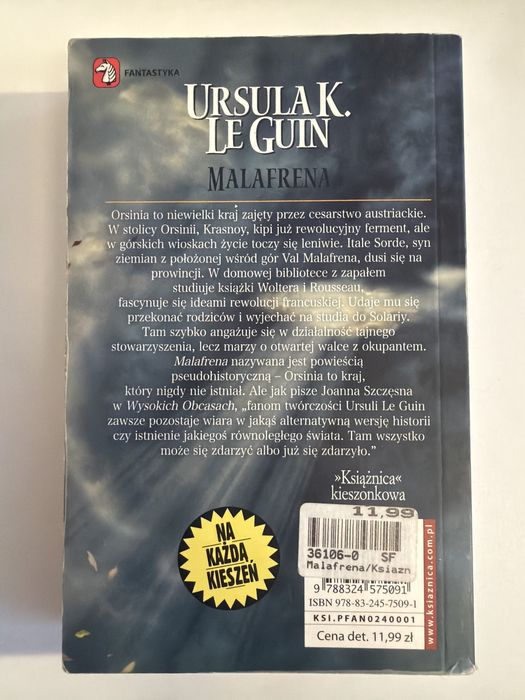 FANTASTYKA
URSULA K.
LE GUIN
MALAFRENA
Orsinia to niewielki kraj zajęty przez cesarstwo austriackie.
W stolicy Orsinii, Krasnoy, kipi już rewolucyjny ferment, ale
w górskich wioskach życie toczy się leniwie. Itale Sorde, syn
ziemian z położonej wśród gór Val Malafrena, dusi się na
prowincji. W domowej bibliotece z zapałem
studiuje książki Woltera i Rousseau,
fascynuje się ideami rewolucji francuskiej. Udaje mu się
przekonać rodziców i wyjechać na studia do Solariy.
Tam szybko angażuje się w działalność tajnego
stowarzyszenia, lecz marzy o otwartej walce z okupantem.
Malafrena nazywana jest powieścią
pseudohistoryczną – Orsinia to kraj,
który nigdy nie istniał. Ale jak pisze Joanna Szczęsna
w Wysokich Obcasach, „fanom twórczości Ursuli Le Guin
zawsze pozostaje wiara w jakąś alternatywną wersję historii
czy istnienie jakiegoś równoległego świata. Tam wszystko
może się zdarzyć albo już się zdarzyło.”
»Książnica«
kieszonkowa
NA
KAŻDĄ
KIESZEŃ
11,99
36106-0 SF
Malafrena/Ksiazn
9 788324 575091
ISBN 978-83-245-7509-1
KSI.PFAN0240001
Cena det. 11,99 zł
www.ksiaznica.com.pl